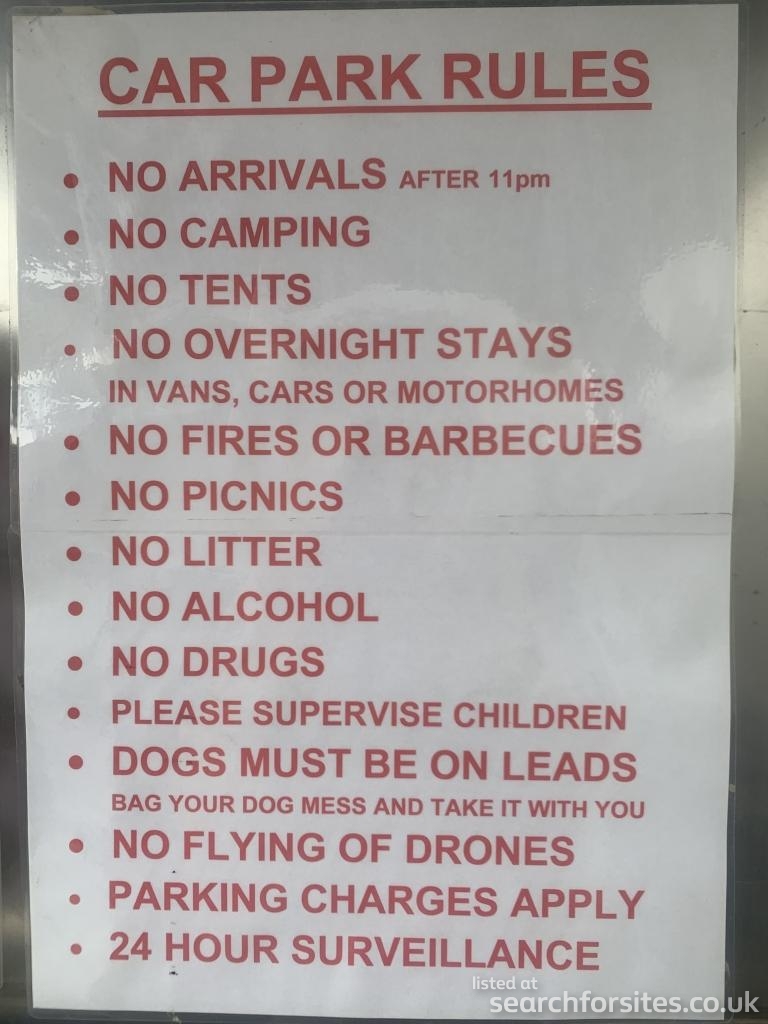 CAR PARK RULES
• NO ARRIVALS AFTER 11pm
• NO CAMPING
• NO TENTS
• NO OVERNIGHT STAYS
IN VANS, CARS OR MOTORHOMES
• NO FIRES OR BARBECUES
• NO PICNICS
• NO LITTER
• NO ALCOHOL
• NO DRUGS
• PLEASE SUPERVISE CHILDREN
• DOGS MUST BE ON LEADS
BAG YOUR DOG MESS AND TAKE IT WITH YOU
• NO FLYING OF DRONES
• PARKING CHARGES APPLY
• 24 HOUR SURVEILLANCE
listed at
searchforsites.co.uk